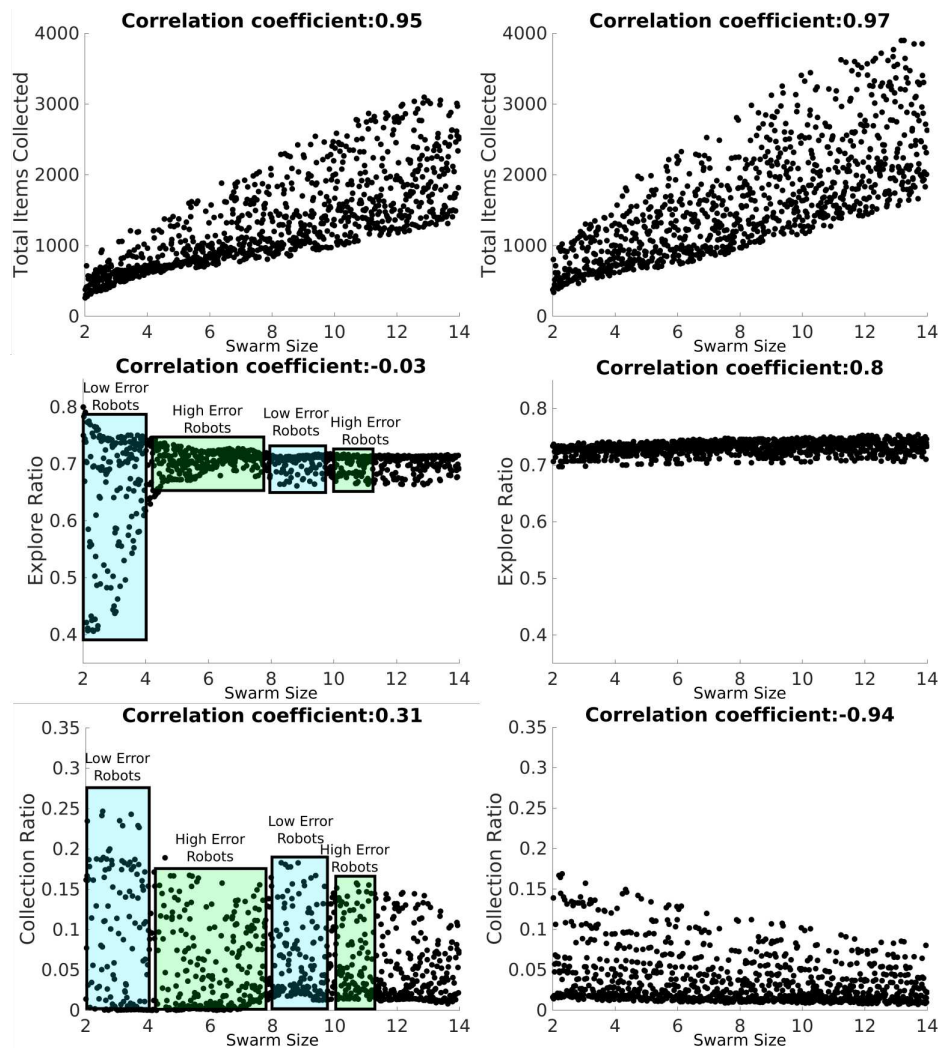 Correlation coefficient:0.95
4000
3000
2000
1000
0
Total Items Collected
2 4 6 8 10 12 14
Swarm Size
Correlation coefficient:0.97
4000
3000
2000
1000
0
Total Items Collected
2 4 6 8 10 12 14
Swarm Size
Correlation coefficient:-0.03
Low Error
Robots
High Error
Robots
Low Error
Robots
High Error
Robots
0.8
0.7
0.6
0.5
0.4
Explore Ratio
2 4 6 8 10 12 14
Swarm Size
Correlation coefficient:0.8
0.8
0.7
0.6
0.5
0.4
Explore Ratio
2 4 6 8 10 12 14
Swarm Size
Correlation coefficient:0.31
Low Error
Robots
High Error
Robots
Low Error
Robots
High Error
Robots
0.35
0.3
0.25
0.2
0.15
0.1
0.05
0
Collection Ratio
2 4 6 8 10 12 14
Swarm Size
Correlation coefficient:-0.94
0.35
0.3
0.25
0.2
0.15
0.1
0.05
0
Collection Ratio
2 4 6 8 10 12 14
Swarm Size